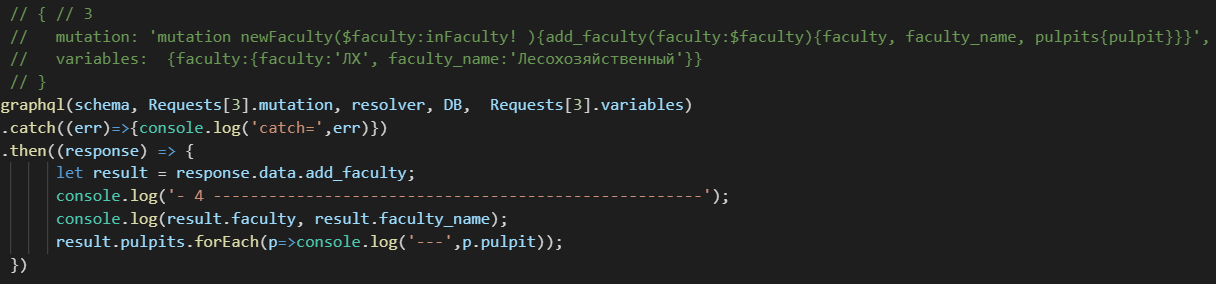 // { // 3
//   mutation: 'mutation newFaculty($faculty:inFaculty! ){add_faculty(faculty:$faculty){faculty, faculty_name, pulpits{pulpit}}}',
//   variables:  {faculty:{faculty:'ЛХ', faculty_name:'Лесохозяйственный'}}
// }
graphql(schema, Requests[3].mutation, resolver, DB,  Requests[3].variables)
.catch((err)=>{console.log('catch=',err)})
.then((response) => {
      let result = response.data.add_faculty;
      console.log('- 4 -----------------------------------------------------');
      console.log(result.faculty, result.faculty_name);
      result.pulpits.forEach(p=>console.log('---',p.pulpit));
 })